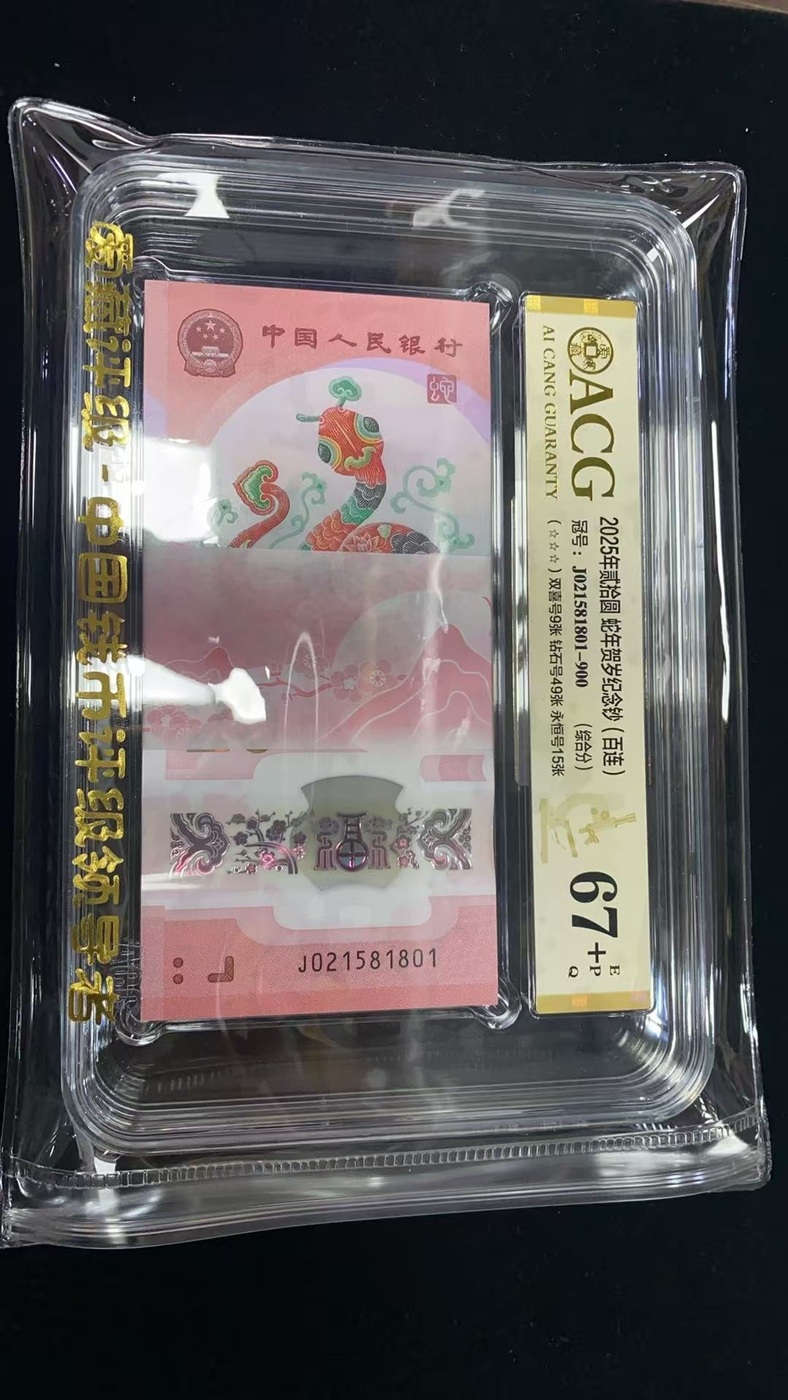 爱藏评级-中国钱币评级领导者
中国人民银行
J021581801
ACG
AI CANG GUARANTY
2025年贰拾圆 蛇年贺岁纪念钞（百连）
冠号：J021581801-900 （综合分）
（☆☆☆）双喜号9张 钻石号49张 永恒号15张
67+
E
P
Q